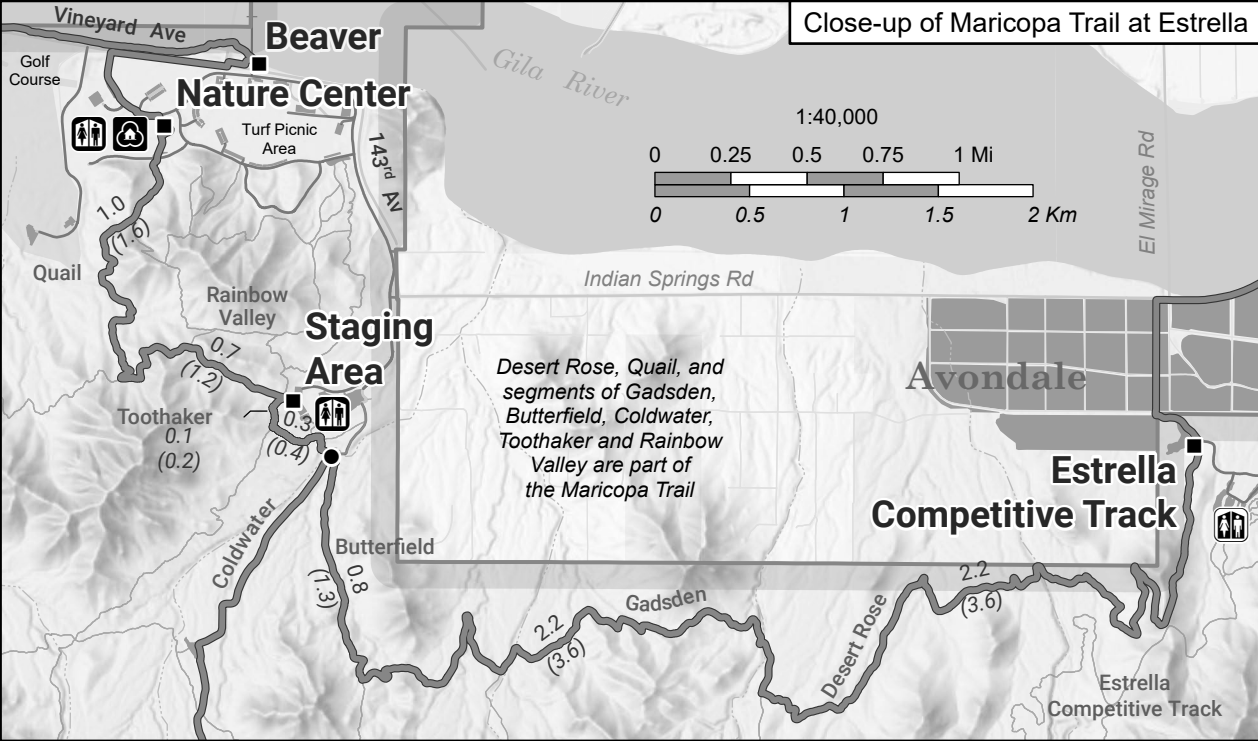 Close-up of Maricopa Trail at Estrella
Vineyard Ave
Beaver
Golf
Course
Nature Center
Turf Picnic
Area
143rd Av
Gila River
1:40,000
0 0.25 0.5 0.75 1 Mi
0 0.5 1 1.5 2 Km
El Mirage Rd
1.0
(1.6)
Quail
Indian Springs Rd
Rainbow
Valley
Staging
Area
0.7
(1.2)
Desert Rose, Quail, and
segments of Gadsden,
Butterfield, Coldwater,
Toothaker and Rainbow
Valley are part of
the Maricopa Trail
Avondale
Toothaker
0.1
(0.2)
0.3
(0.4)
Estrella
Competitive Track
Coldwater
Butterfield
0.8
(1.3)
Gadsden
2.2
(3.6)
Desert Rose
2.2
(3.6)
Estrella
Competitive Track